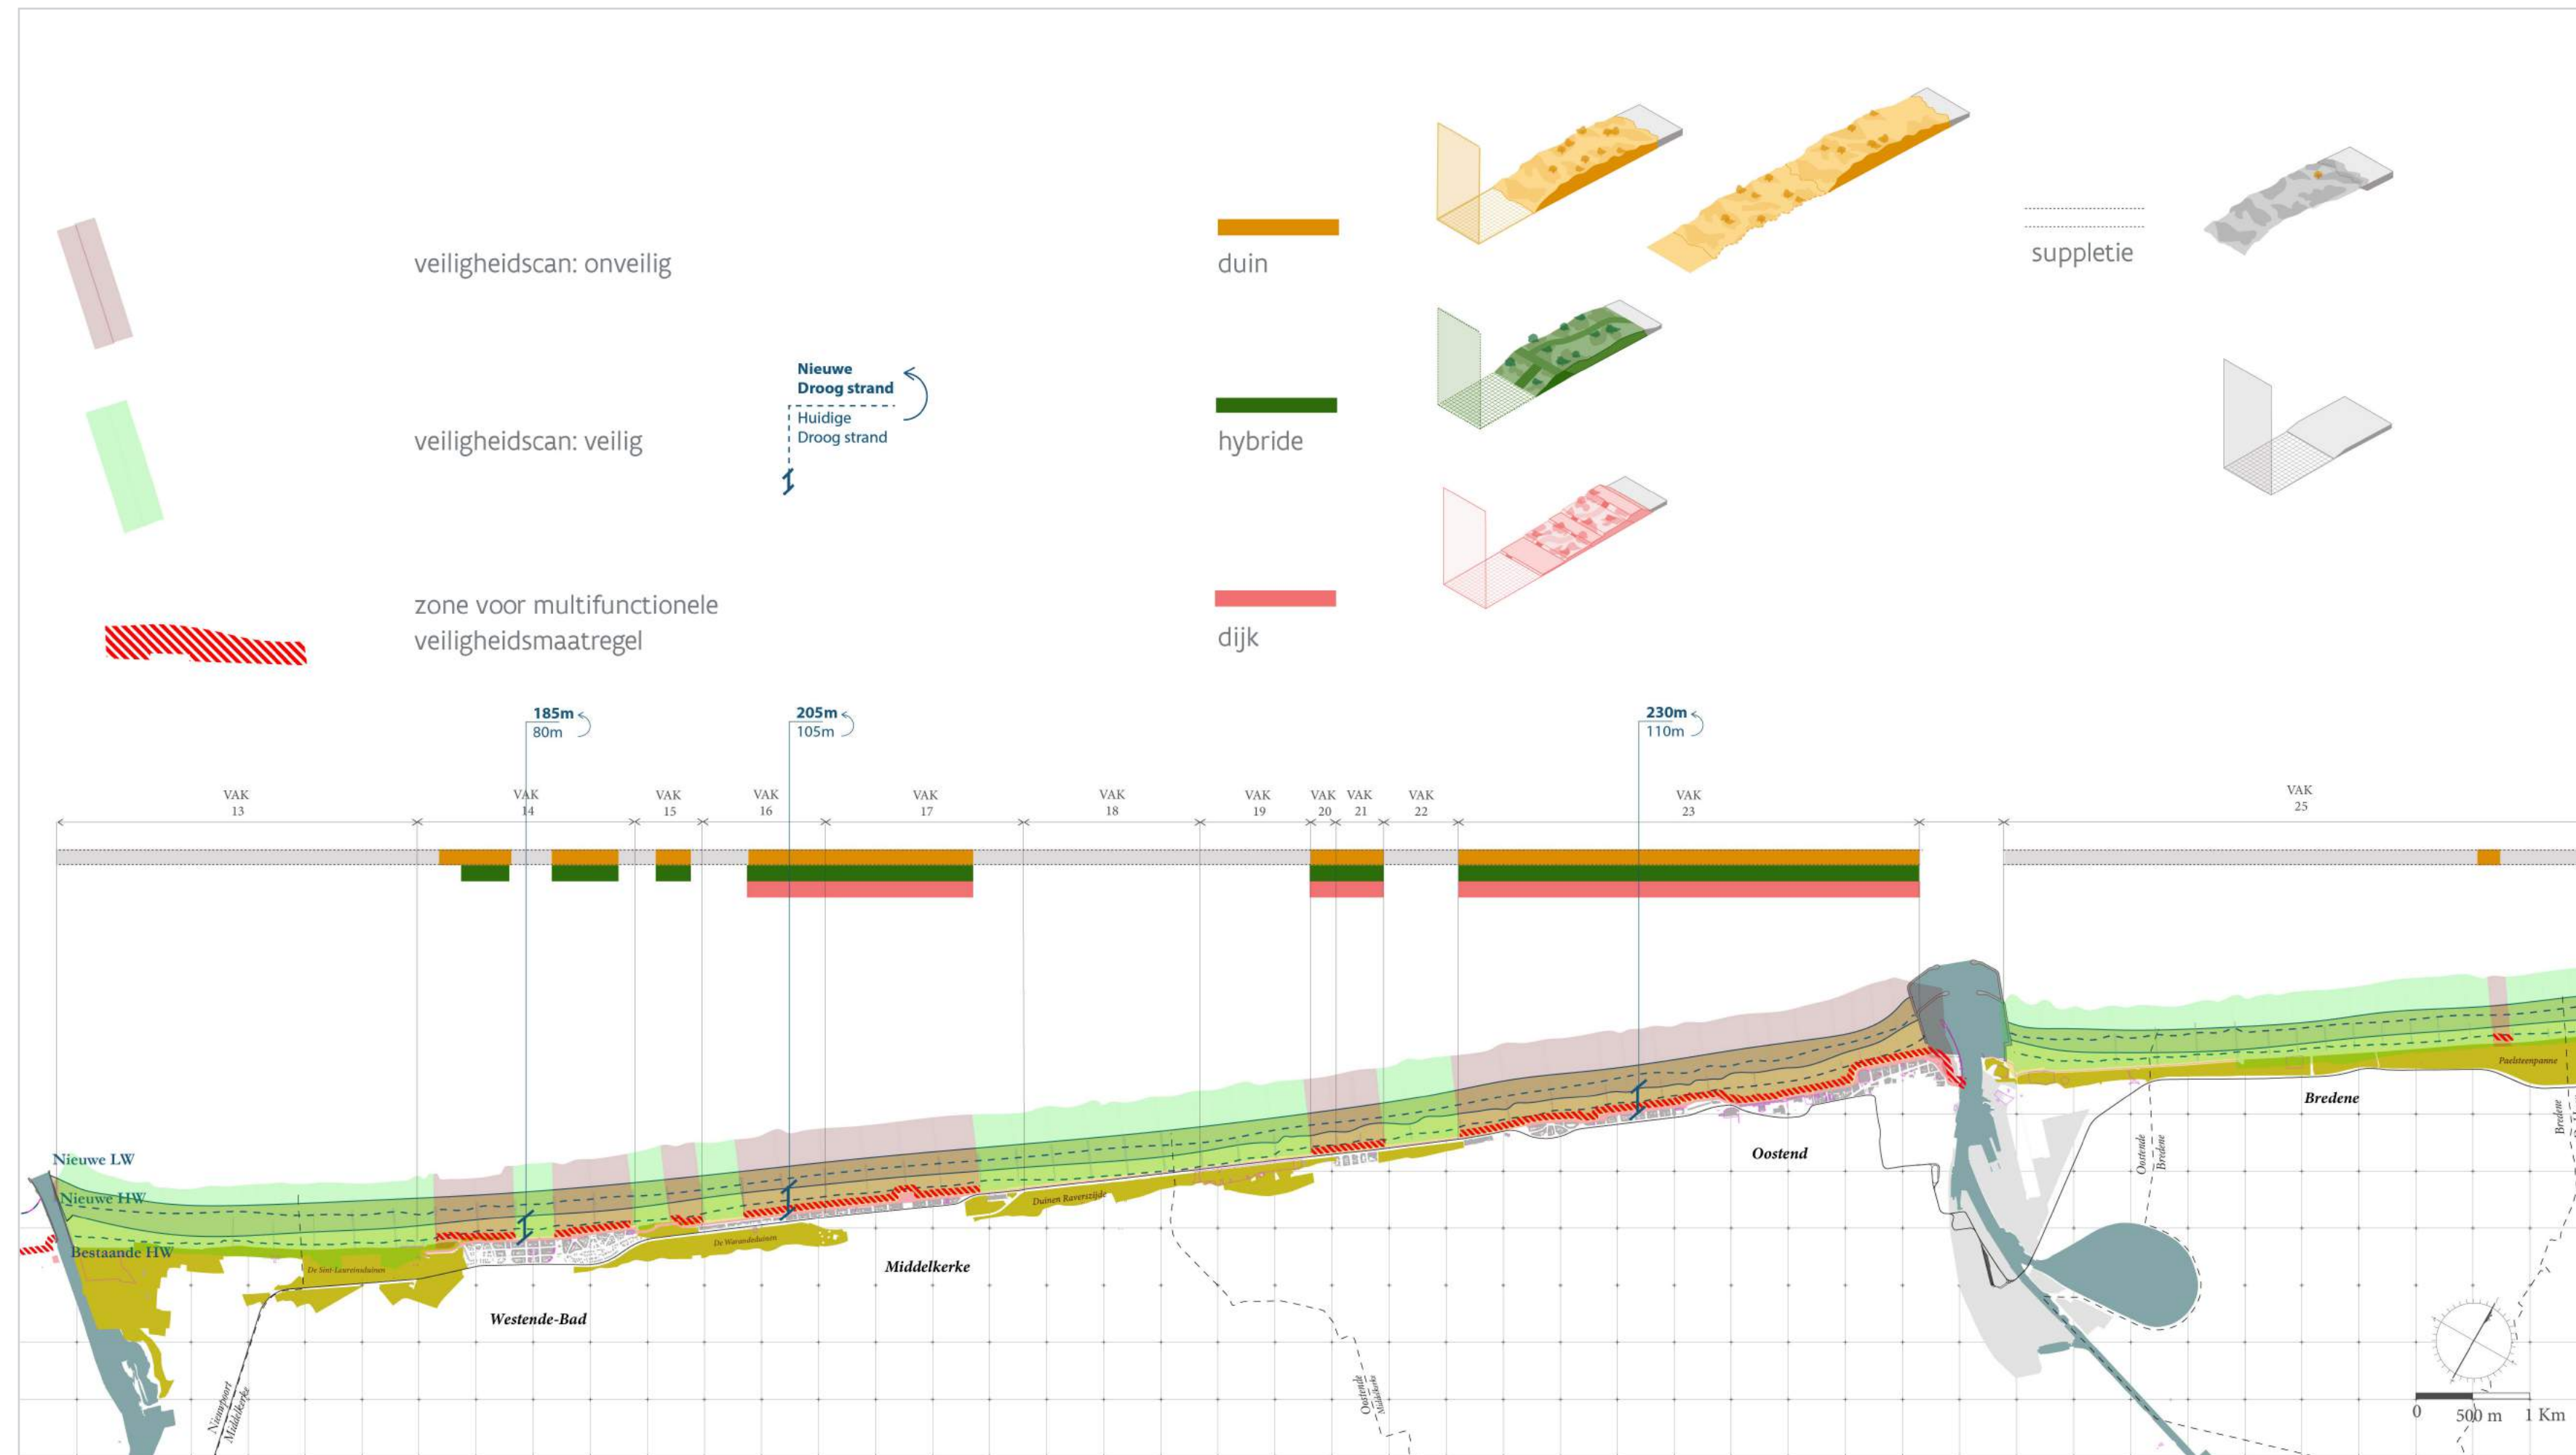 veiligheidscan: onveilig
duin
suppletie
Nieuwe
Droog strand
Huidige
Droog strand
veiligheidscan: veilig
hybride
zone voor multifunctionele
veiligheidsmaatregel
dijk
185m
80m
205m
105m
230m
110m
VAK
13
VAK
14
VAK
15
VAK
16
VAK
17
VAK
18
VAK
19
VAK
20
VAK
21
VAK
22
VAK
23
VAK
25
Nieuwe LW
Nieuwe HW
Bestaande HW
De Sint-Laureinsduinen
De Warandeduinen
Duinen Raverszijde
Paelsteenpanne
Westende-Bad
Middelkerke
Oostend
Bredene
Nieuwpoort
Middelkerke
Oostende
Middelkerke
Oostende
Bredene
Bredene
0 500 m 1 Km